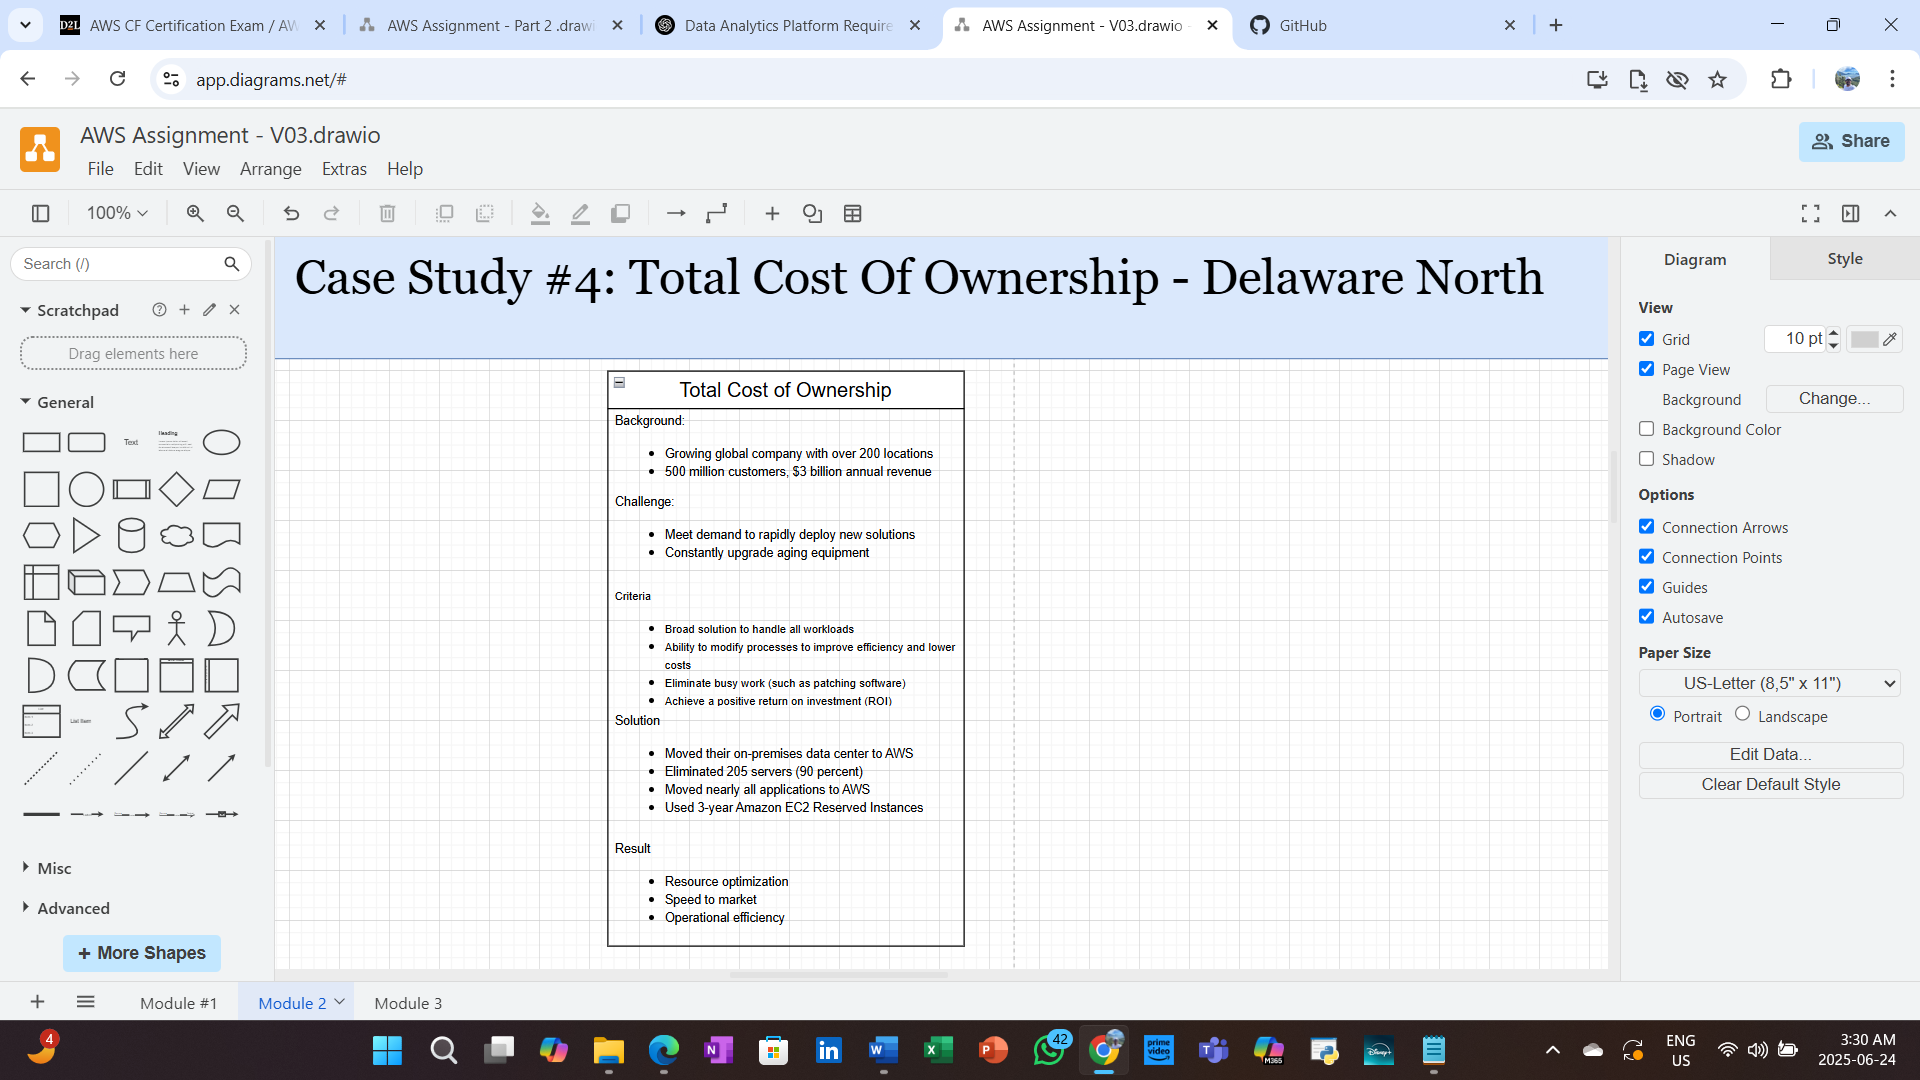 AWS CF Certification Exam / AW
AWS Assignment - Part 2 .drawi
Data Analytics Platform Require
AWS Assignment - V03.drawio -
GitHub
app.diagrams.net/#
AWS Assignment - V03.drawio
File Edit View Arrange Extras Help
Share
100%
Search (/)
Scratchpad
Drag elements here
General
Text
Heading
List Item
Misc
Advanced
+ More Shapes
Case Study #4: Total Cost Of Ownership - Delaware North
Total Cost of Ownership
Background:
• Growing global company with over 200 locations
• 500 million customers, $3 billion annual revenue
Challenge:
• Meet demand to rapidly deploy new solutions
• Constantly upgrade aging equipment
Criteria
• Broad solution to handle all workloads
• Ability to modify processes to improve efficiency and lower
costs
• Eliminate busy work (such as patching software)
• Achieve a positive return on investment (ROI)
Solution
• Moved their on-premises data center to AWS
• Eliminated 205 servers (90 percent)
• Moved nearly all applications to AWS
• Used 3-year Amazon EC2 Reserved Instances
Result
• Resource optimization
• Speed to market
• Operational efficiency
Diagram
Style
View
Grid
10 pt
Page View
Background
Change...
Background Color
Shadow
Options
Connection Arrows
Connection Points
Guides
Autosave
Paper Size
US-Letter (8,5" x 11")
Portrait
Landscape
Edit Data...
Clear Default Style
Module #1
Module 2
Module 3
4
42
prime
video
M365
Disney+
ENG
US
3:30 AM
2025-06-24